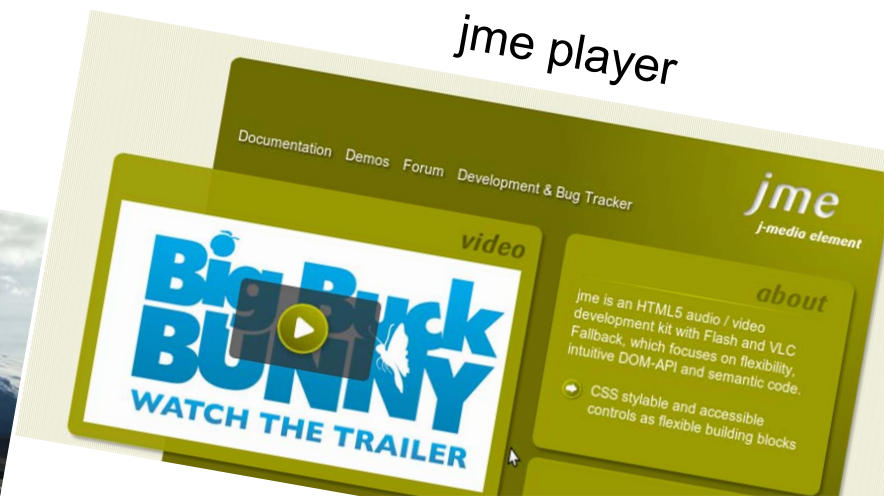 jme player
Documentation Demos Forum Development & Bug Tracker
jme
j-media element
video
Big Buck
BUNNY
WATCH THE TRAILER
about
jme is an HTML5 audio / video
development kit with Flash and VLC
Fallback, which focuses on flexibility,
intuitive DOM-API and semantic code.
CSS stylable and accessible
controls as flexible building blocks